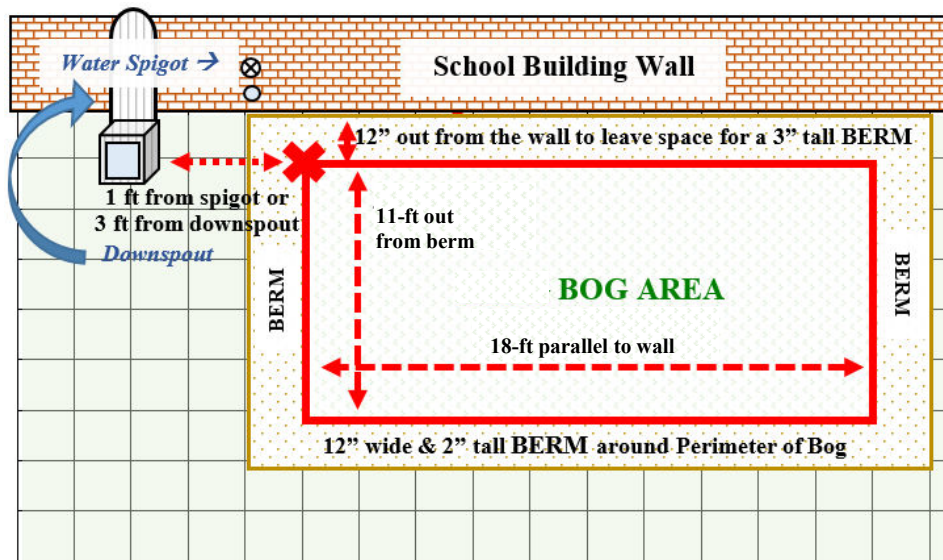 Water Spigot →
School Building Wall
12” out from the wall to leave space for a 3” tall BERM
1 ft from spigot or
3 ft from downspout
Downspout
11-ft out
from berm
BERM
BOG AREA
BERM
18-ft parallel to wall
12” wide & 2” tall BERM around Perimeter of Bog